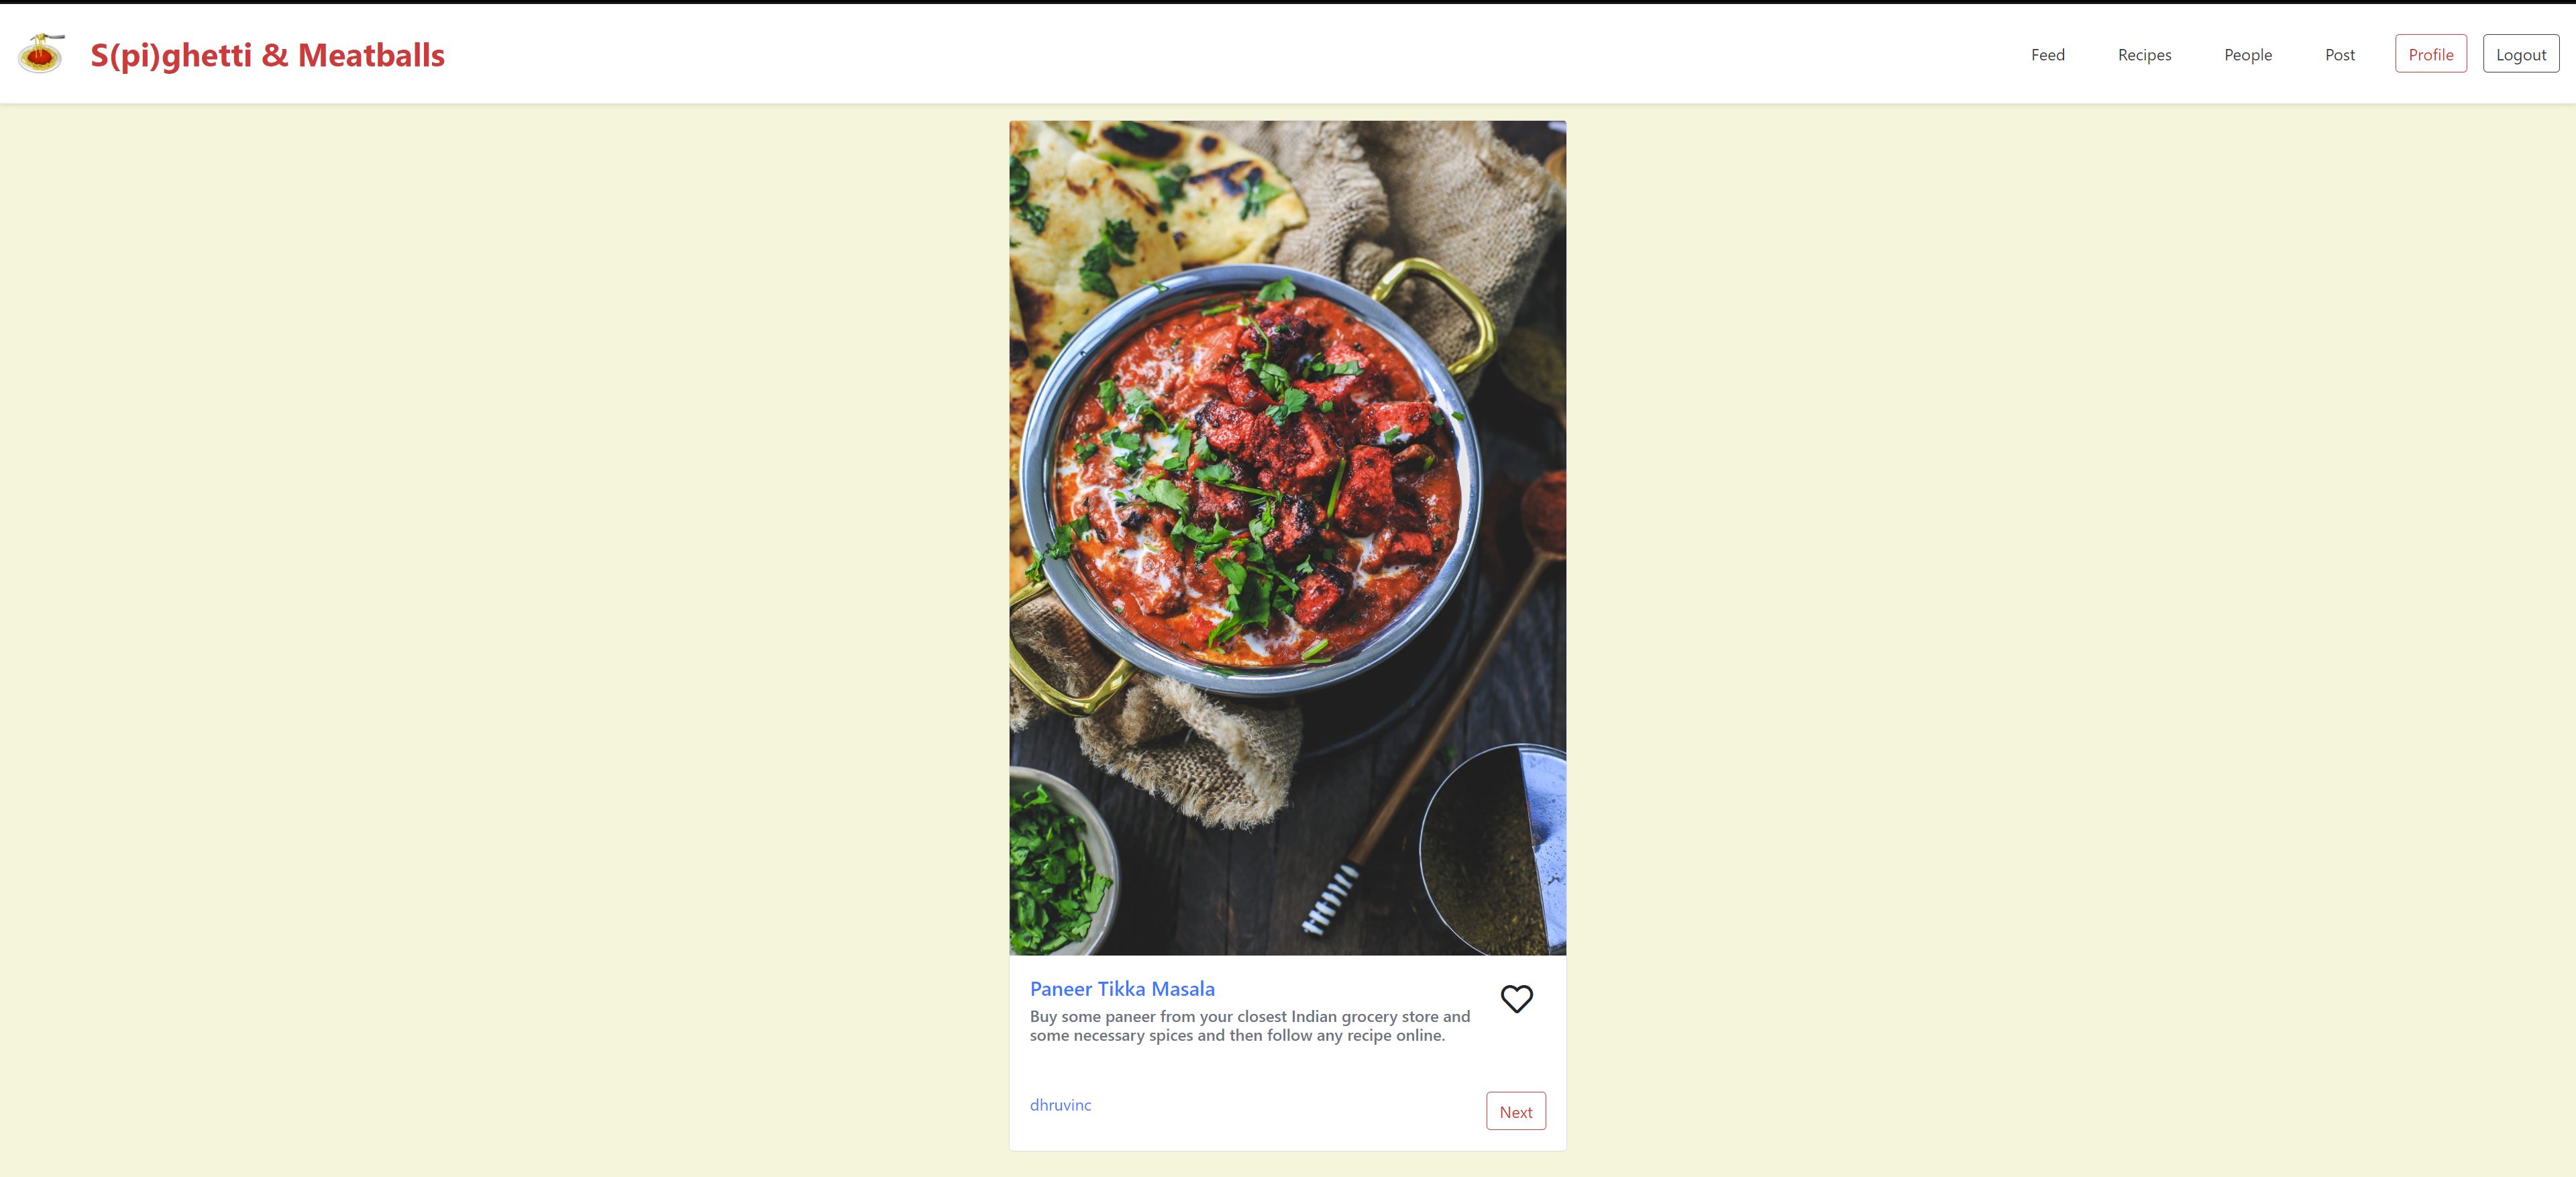 S(pi)ghetti & Meatballs
Feed
Recipes
People
Post
Profile
Logout
Paneer Tikka Masala
Buy some paneer from your closest Indian grocery store and
some necessary spices and then follow any recipe online.
dhruvinc
Next